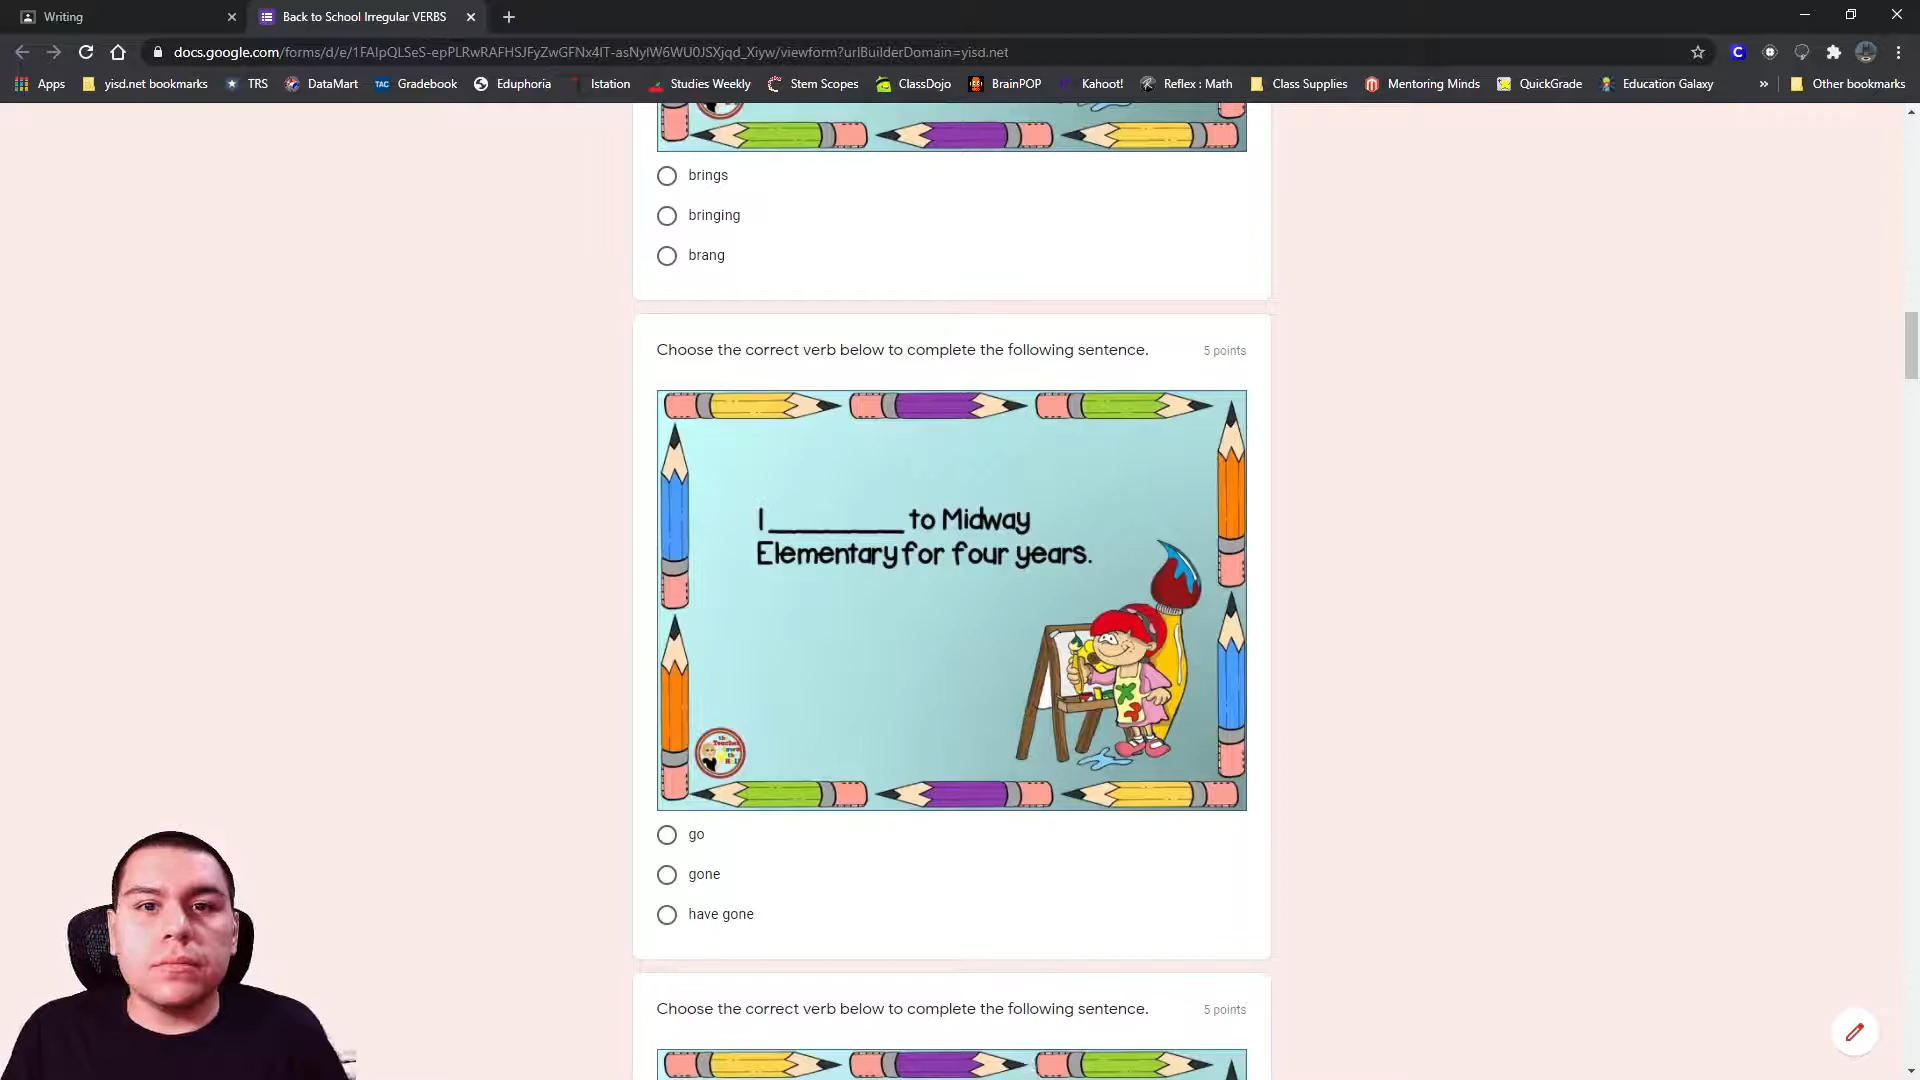 Writing
Back to School Irregular VERBS
docs.google.com/forms/d/e/1FAIpQLSeS-epPLRwRAFHSJFyZwGFNx4lT-asNylW6WU0JSXjqd_Xiyw/viewform?urlBuilderDomain=yisd.net
Apps yisd.net bookmarks TRS DataMart TAC Gradebook Eduphoria Istation Studies Weekly Stem Scopes ClassDojo BrainPOP Kahoot! Reflex : Math Class Supplies Mentoring Minds QuickGrade Education Galaxy » Other bookmarks
brings
bringing
brang
Choose the correct verb below to complete the following sentence. 5 points
I __________ to Midway
Elementary for four years.
go
gone
have gone
Choose the correct verb below to complete the following sentence. 5 points